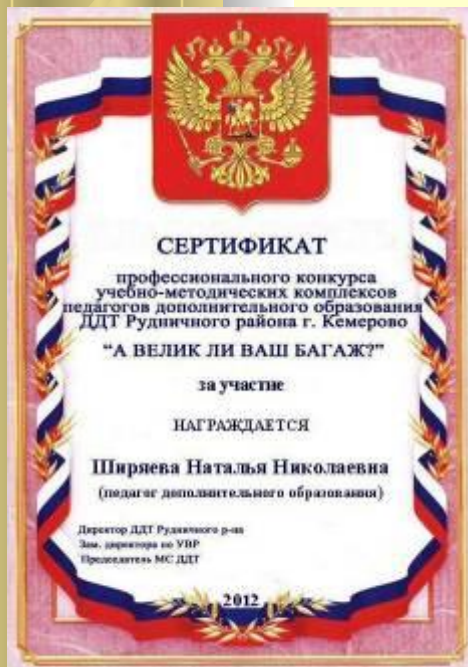 СЕРТИФИКАТ
профессионального конкурса
учебно-методических комплексов
педагогов дополнительного образования
ДДТ Рудничного района г. Кемерово
“А ВЕЛИК ЛИ ВАШ БАГАЖ?”
за участие
НАГРАЖДАЕТСЯ
Ширяева Наталья Николаевна
(педагог дополнительного образования)
Директор ДДТ Рудничного р-на
Зам. директора по УВР
Председатель МС ДДТ
2012